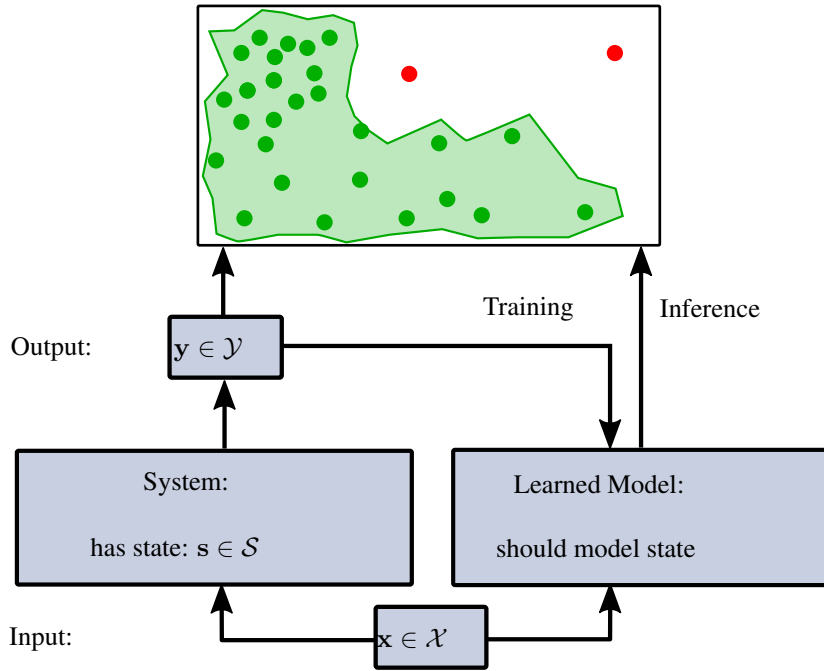 Training
Inference
Output:
𝐲 ∈ 𝒴
System:
has state: 𝐬 ∈ 𝒮
Learned Model:
should model state
Input:
𝐱 ∈ 𝒳